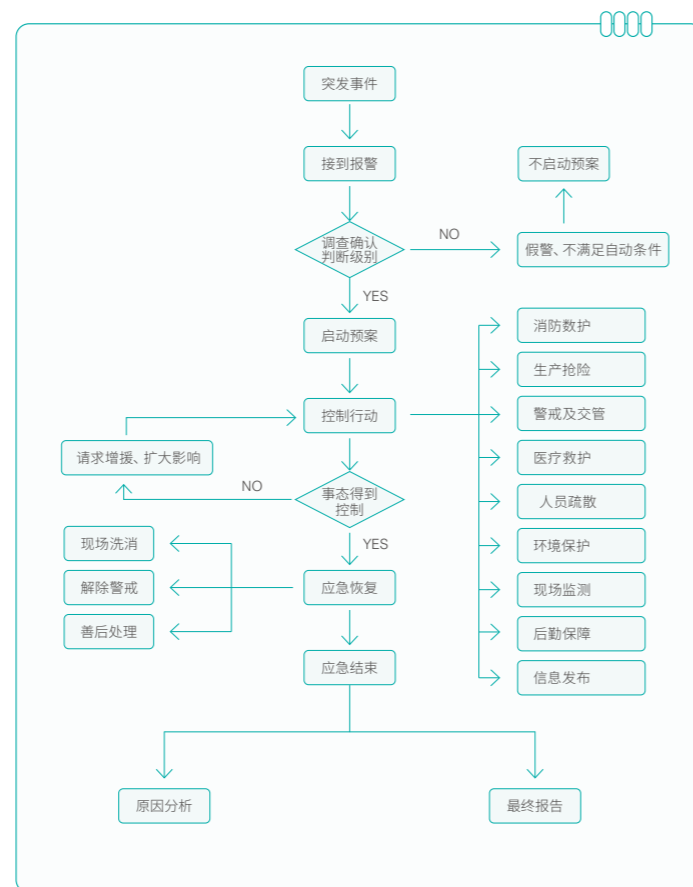 突发事件
接到报警
不启动预案
调查确认
判断级别
NO
假警、不满足自动条件
YES
启动预案
消防数护
生产抢险
控制行动
警戒及交管
请求增援、扩大影响
医疗救护
NO
事态得到
控制
人员疏散
现场洗消
YES
环境保护
解除警戒
应急恢复
现场监测
善后处理
后勤保障
应急结束
信息发布
原因分析
最终报告